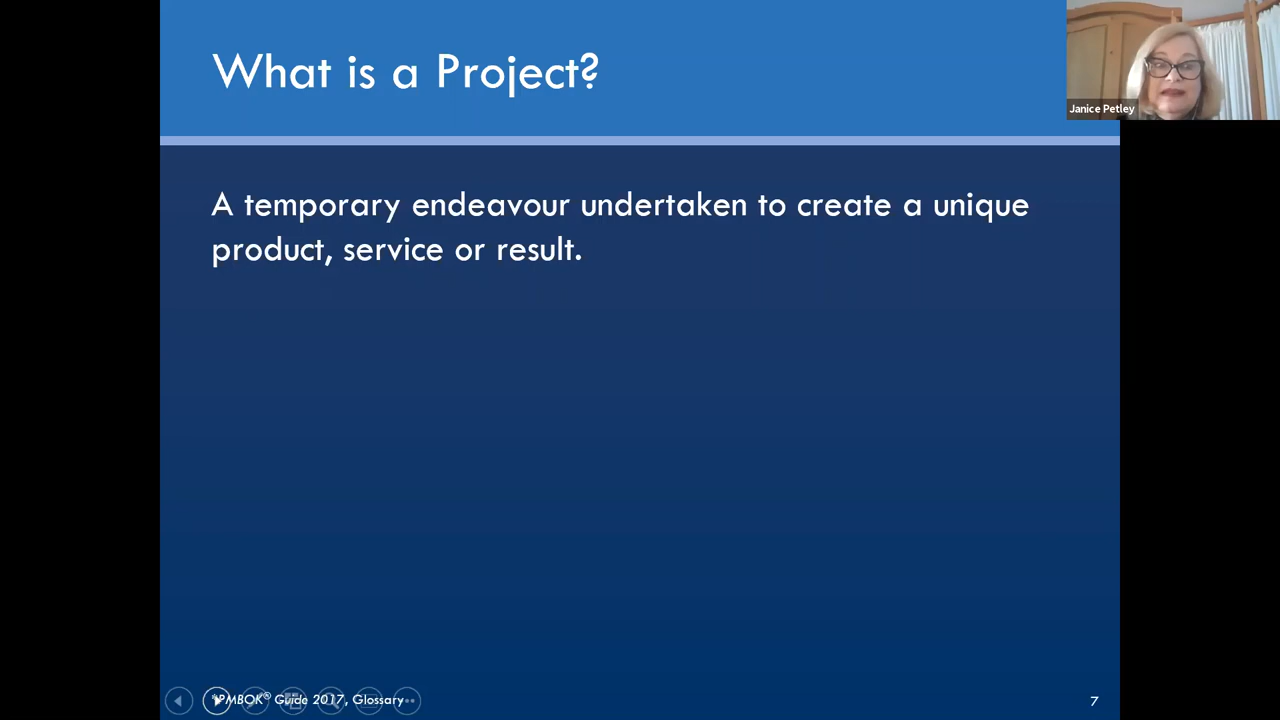 What is a Project?
Janice Petley
A temporary endeavour undertaken to create a unique
product, service or result.
*PMBOK® Guide 2017, Glossary
7